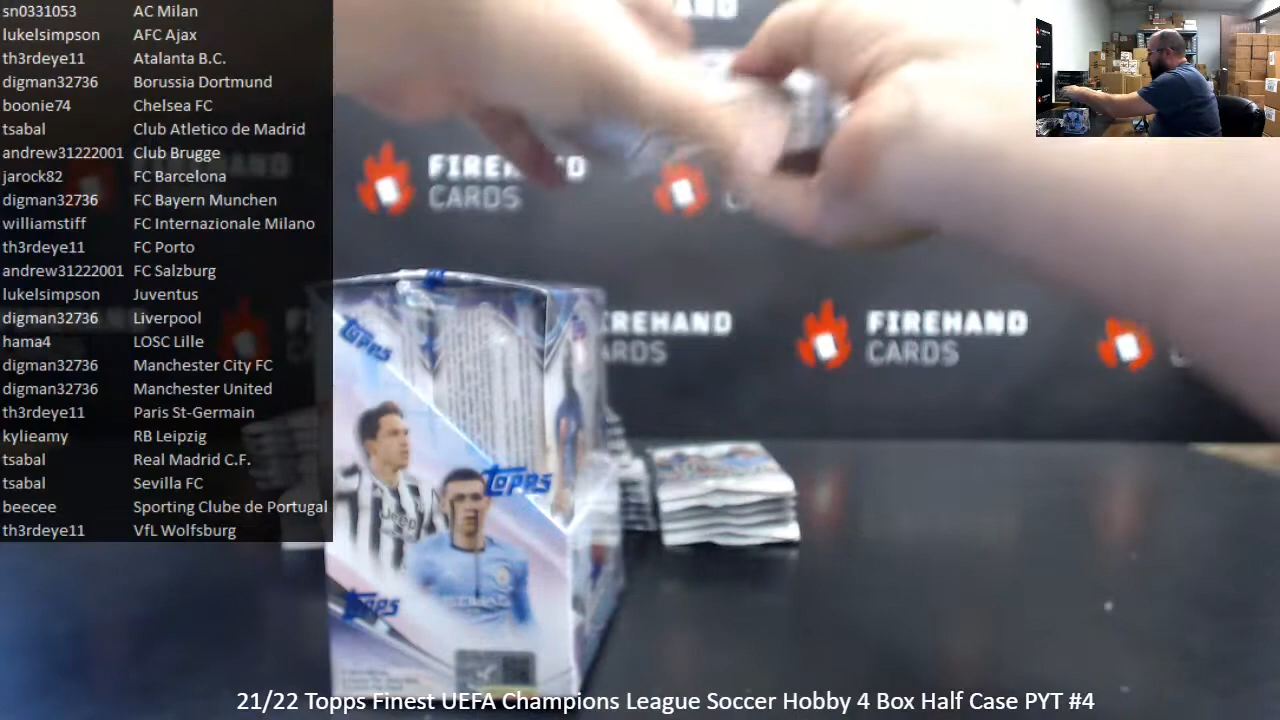 sn0331053 AC Milan
lukelsimpson AFC Ajax
th3rdeye11 Atalanta B.C.
digman32736 Borussia Dortmund
boonie74 Chelsea FC
tsabal Club Atletico de Madrid
andrew31222001 Club Brugge
jarock82 FC Barcelona
digman32736 FC Bayern Munchen
williamstiff FC Internazionale Milano
th3rdeye11 FC Porto
andrew31222001 FC Salzburg
lukelsimpson Juventus
digman32736 Liverpool
hama4 LOSC Lille
digman32736 Manchester City FC
digman32736 Manchester United
th3rdeye11 Paris St-Germain
kylieamy RB Leipzig
tsabal Real Madrid C.F.
tsabal Sevilla FC
beecee Sporting Clube de Portugal
th3rdeye11 VfL Wolfsburg
FIREHAND
CARDS
FIREHAND
CARDS
Topps
Topps
Jeep
Topps
21/22 Topps Finest UEFA Champions League Soccer Hobby 4 Box Half Case PYT #4